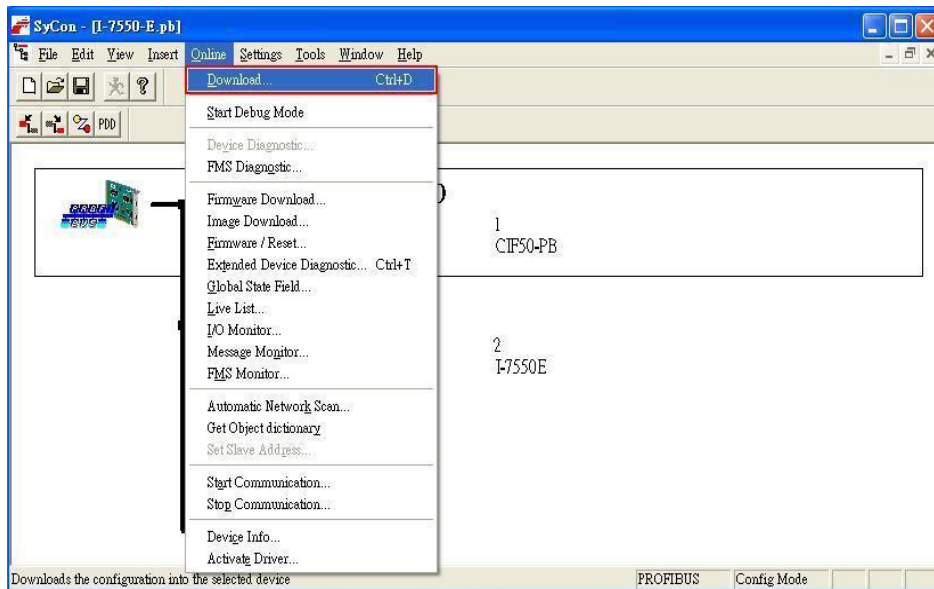 SyCon - [I-7550-E.pb]
File Edit View Insert Online Settings Tools Window Help
Download... Ctrl+D
Start Debug Mode
PDD
Device Diagnostic...
FMS Diagnostic...
Firmware Download...
Image Download...
Firmware / Reset...
Extended Device Diagnostic... Ctrl+T
Global State Field...
Live List...
I/O Monitor...
Message Monitor...
FMS Monitor...
Automatic Network Scan...
Get Object dictionary
Set Slave Address...
Start Communication...
Stop Communication...
Device Info...
Activate Driver...
1
CIF50-PB
2
I-7550E
Downloads the configuration into the selected device PROFIBUS Config Mode